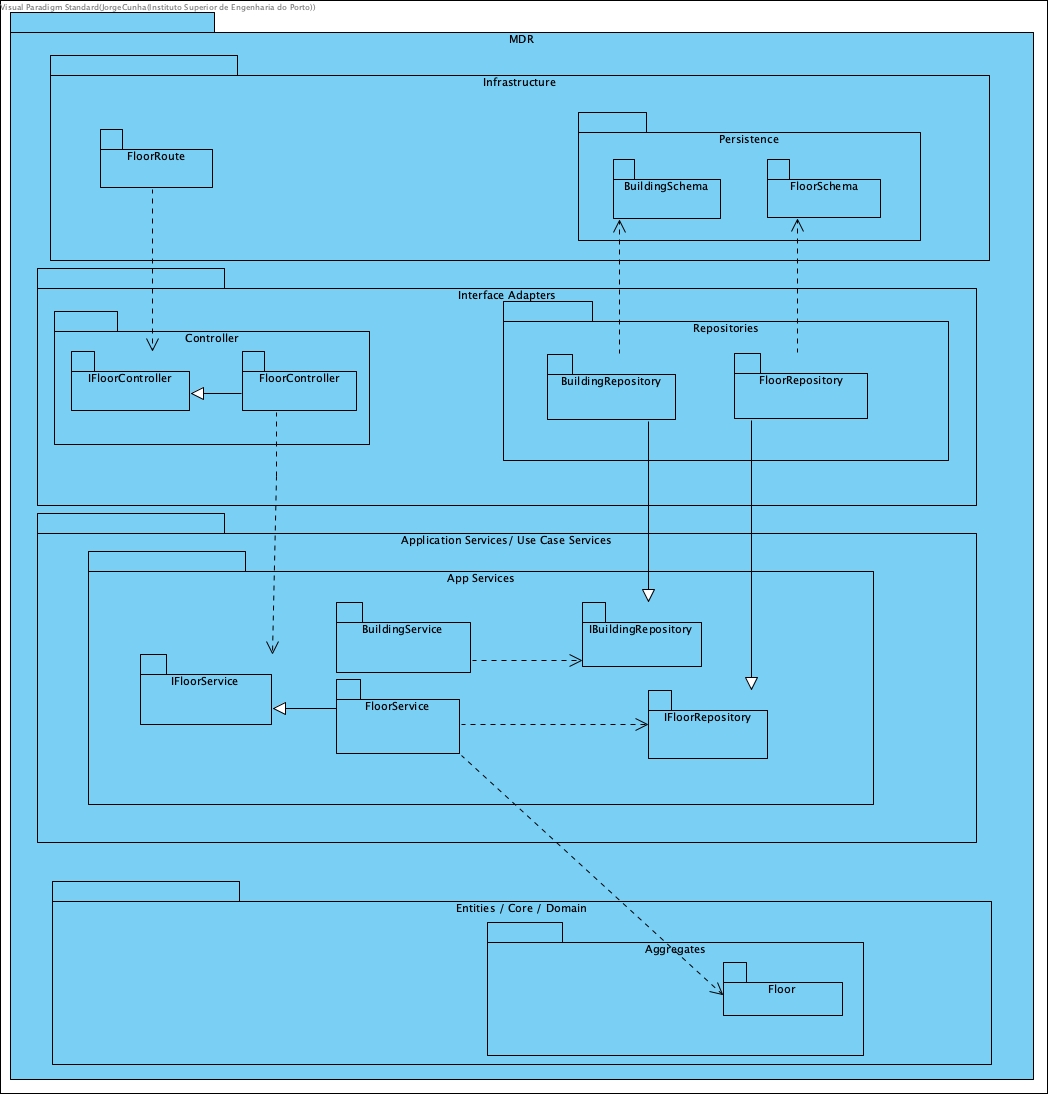 Visual Paradigm Standard(JorgeCunha(Instituto Superior de Engenharia do Porto))
MDR
Infrastructure
Persistence
FloorRoute
BuildingSchema
FloorSchema
Interface Adapters
Repositories
Controller
IFloorController
FloorController
BuildingRepository
FloorRepository
Application Services/ Use Case Services
App Services
BuildingService
IBuildingRepository
IFloorService
FloorService
IFloorRepository
Entities / Core / Domain
Aggregates
Floor